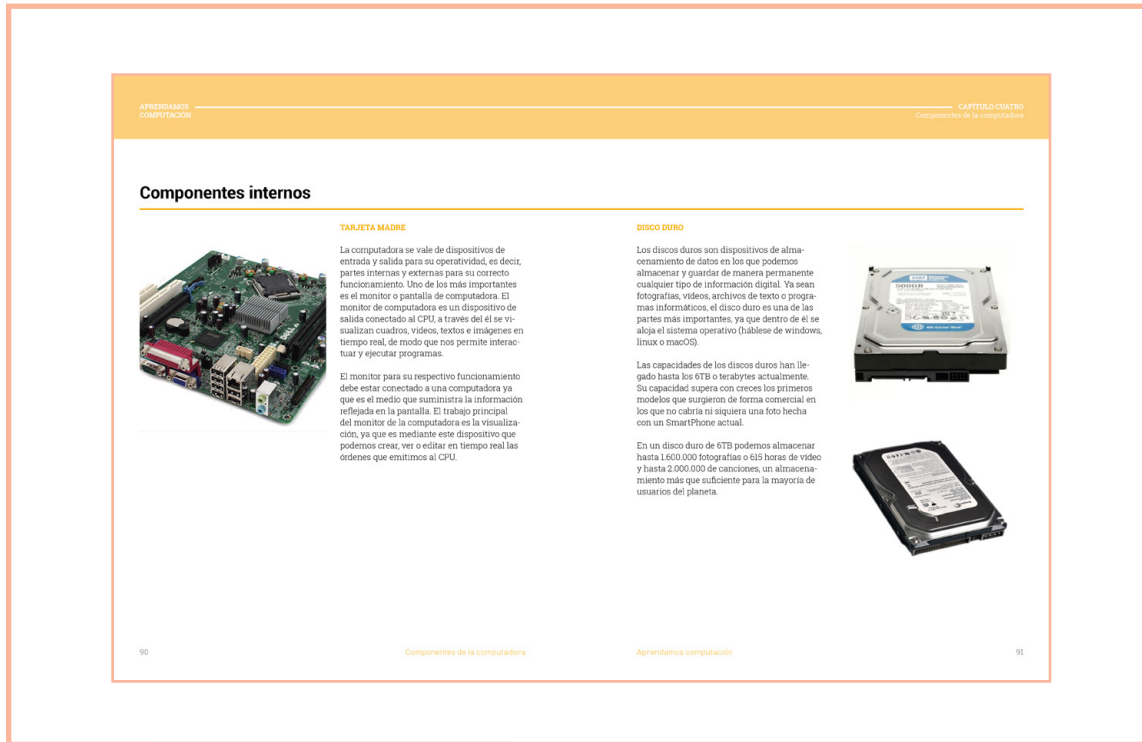 APRENDAMOS
COMPUTACIÓN
CAPÍTULO CUATRO
Componentes de la computadora
Componentes internos
TARJETA MADRE
La computadora se vale de dispositivos de
entrada y salida para su operatividad, es decir,
partes internas y externas para su correcto
funcionamiento. Uno de los más importantes
es el monitor o pantalla de computadora. El
monitor de computadora es un dispositivo de
salida conectado al CPU, a través del él se vi-
sualizan cuadros, videos, textos e imágenes en
tiempo real, de modo que nos permite interac-
tuar y ejecutar programas.
El monitor para su respectivo funcionamiento
debe estar conectado a una computadora ya
que es el medio que suministra la información
reflejada en la pantalla. El trabajo principal
del monitor de la computadora es la visualiza-
ción, ya que es mediante este dispositivo que
podemos crear, ver o editar en tiempo real las
órdenes que emitimos al CPU.
DISCO DURO
Los discos duros son dispositivos de alma-
cenamiento de datos en los que podemos
almacenar y guardar de manera permanente
cualquier tipo de información digital. Ya sean
fotografías, vídeos, archivos de texto o progra-
mas informáticos, el disco duro es una de las
partes más importantes, ya que dentro de él se
aloja el sistema operativo (háblese de windows,
linux o macOS).
Las capacidades de los discos duros han lle-
gado hasta los 6TB o terabytes actualmente.
Su capacidad supera con creces los primeros
modelos que surgieron de forma comercial en
los que no cabría ni siquiera una foto hecha
con un SmartPhone actual.
En un disco duro de 6TB podemos almacenar
hasta 1.600.000 fotografías o 615 horas de vídeo
y hasta 2.000.000 de canciones, un almacena-
miento más que suficiente para la mayoría de
usuarios del planeta.
500GB
90
Componentes de la computadora
Aprendamos computación
91